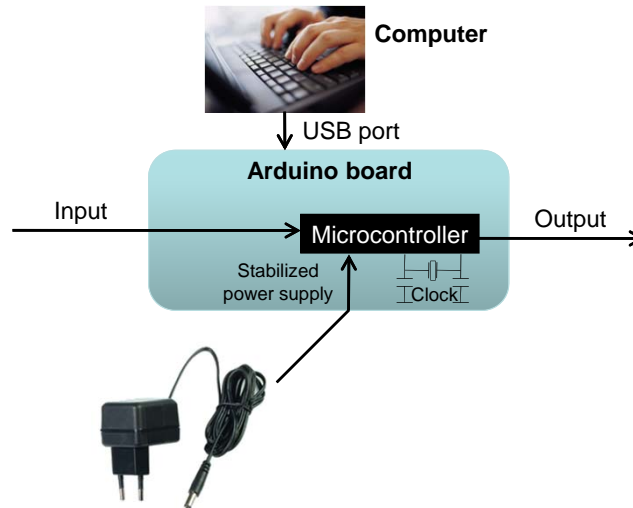 Computer
USB port
Arduino board
Input
Microcontroller
Output
Stabilized
power supply
Clock